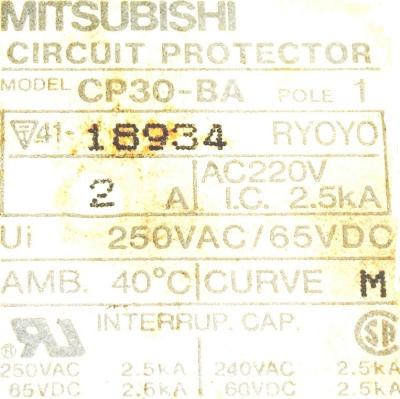 MITSUBISHI
CIRCUIT PROTECTOR
MODEL CP30-BA POLE 1
41-18934 RYOYO
2 A AC220V
I.C. 2.5kA
Ui 250VAC/65VDC
AMB. 40°C CURVE M
INTERRUP. CAP.
250VAC 2.5kA 240VAC 2.5kA
65VDC 2.5kA 60VDC 2.5kA